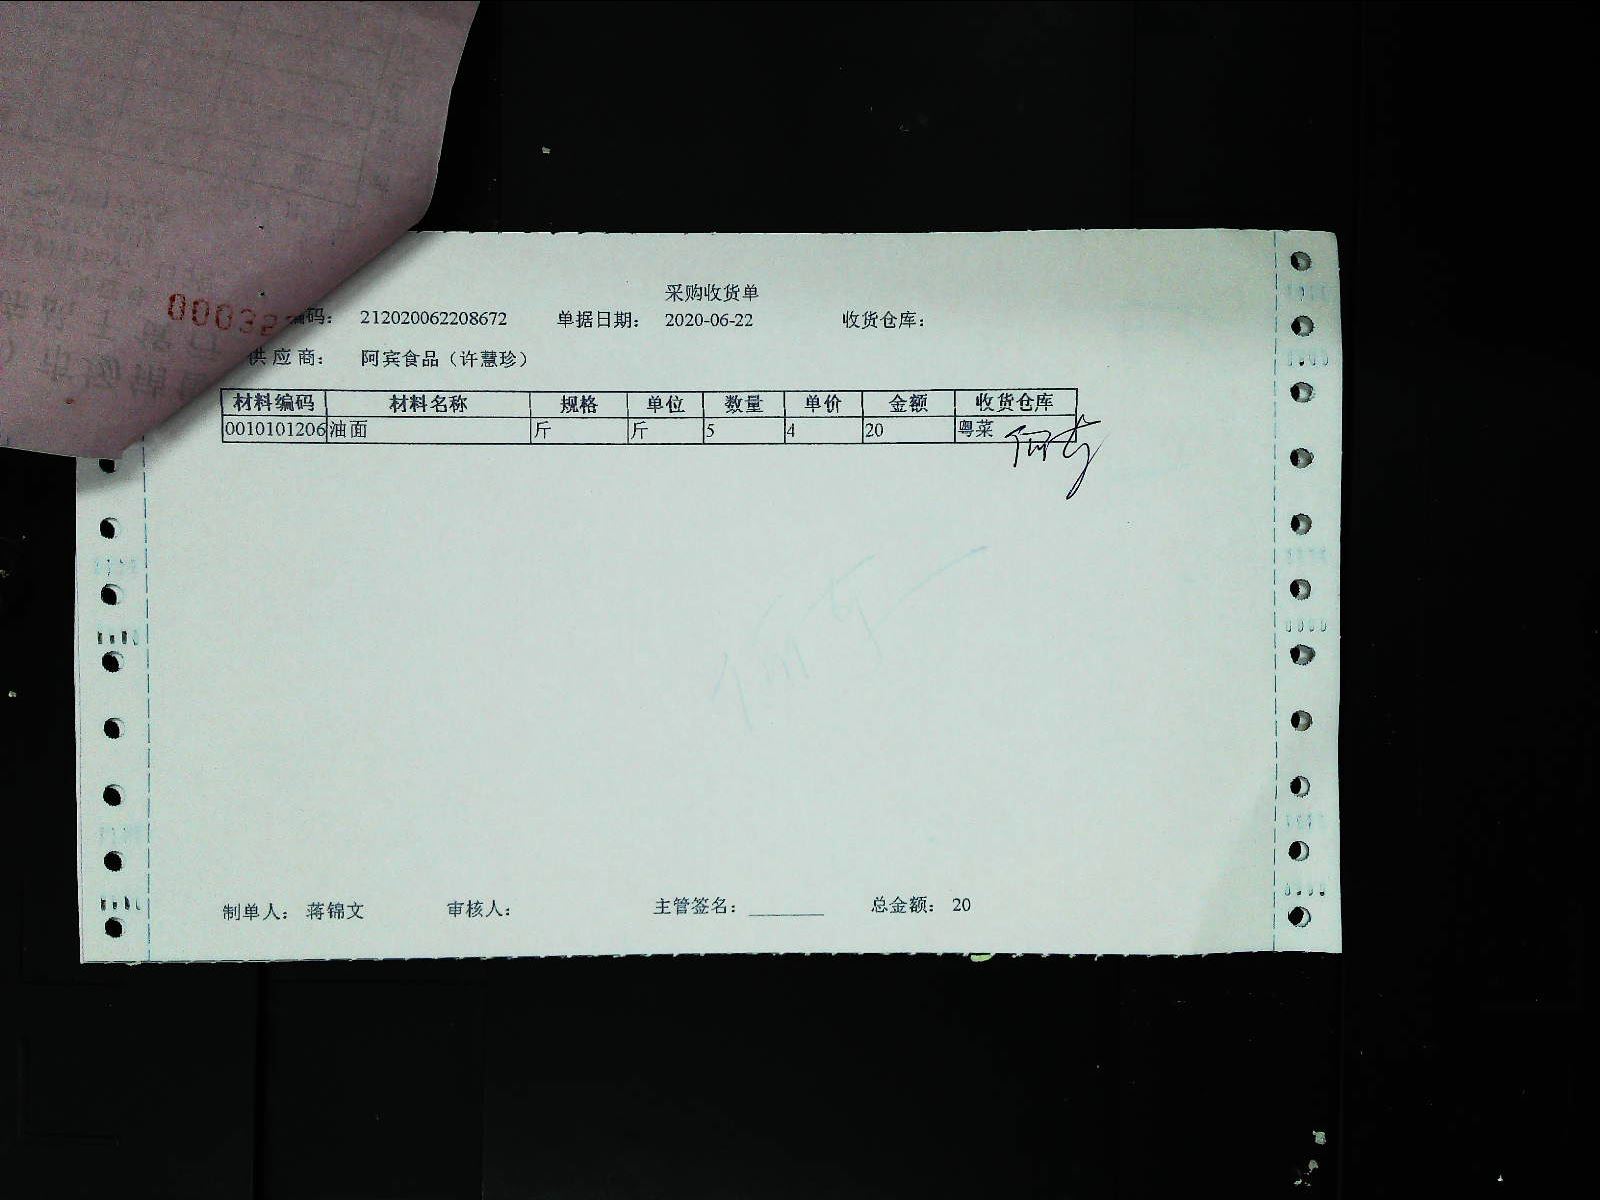 采购收货单
编码： 212020062208672 单据日期： 2020-06-22 收货仓库：
供应商： 阿宾食品（许慧珍）
材料编码 材料名称 规格 单位 数量 单价 金额 收货仓库
0010101206 油面 斤 斤 5 4 20 粤菜
制单人： 蒋锦文 审核人： 主管签名： ________ 总金额： 20